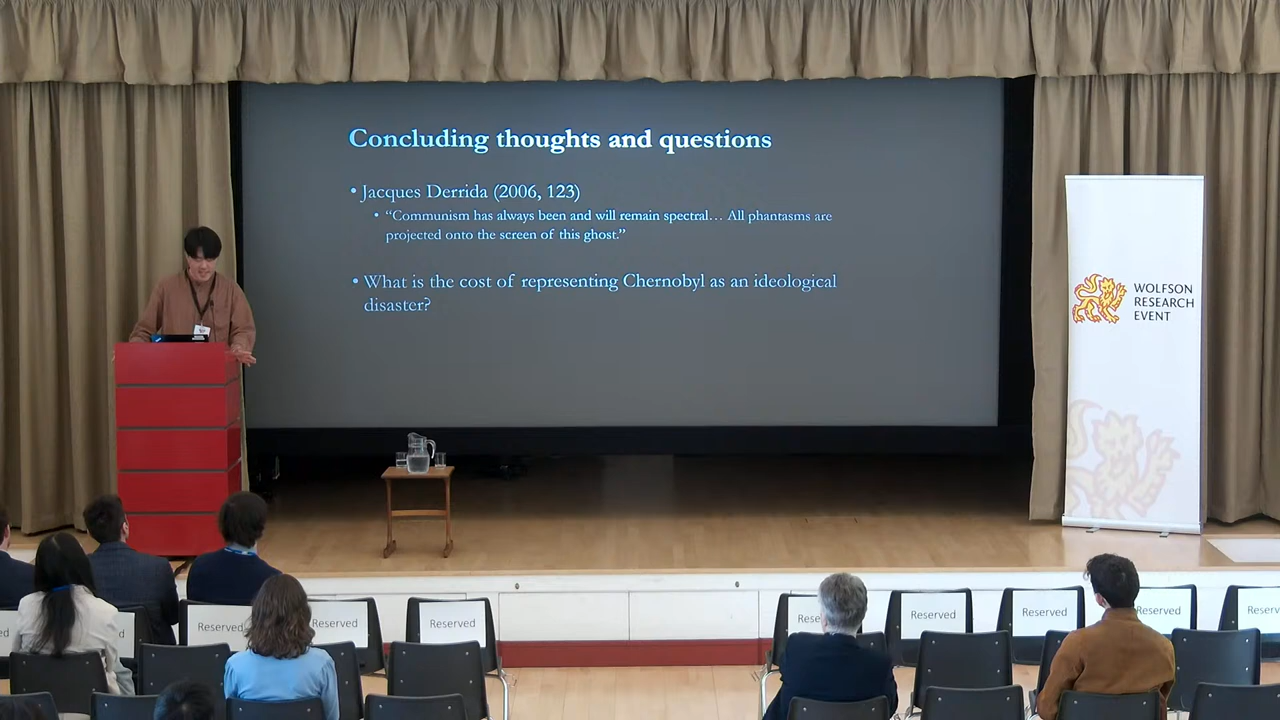 Concluding thoughts and questions
• Jacques Derrida (2006, 123)
• “Communism has always been and will remain spectral… All phantasms are
projected onto the screen of this ghost.”
• What is the cost of representing Chernobyl as an ideological
disaster?
WOLFSON
RESEARCH
EVENT
Reserved
Reserved
Reserved
Reserved
Reserved
Reserved